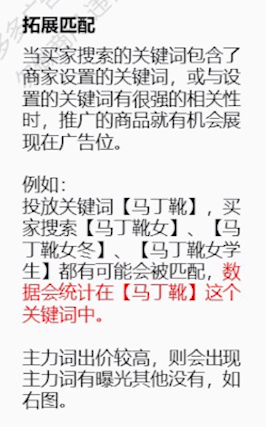 拓展匹配
当买家搜索的关键词包含了
商家设置的关键词，或与设
置的关键词有很强的相关性
时，推广的商品就有机会展
现在广告位。
例如：
投放关键词【马丁靴】，买
家搜索【马丁靴女】、【马
丁靴女冬】、【马丁靴女学
生】都有可能会被匹配，数
据会统计在【马丁靴】这个
关键词中。
主力词出价较高，则会出现
主力词有曝光其他没有，如
右图。